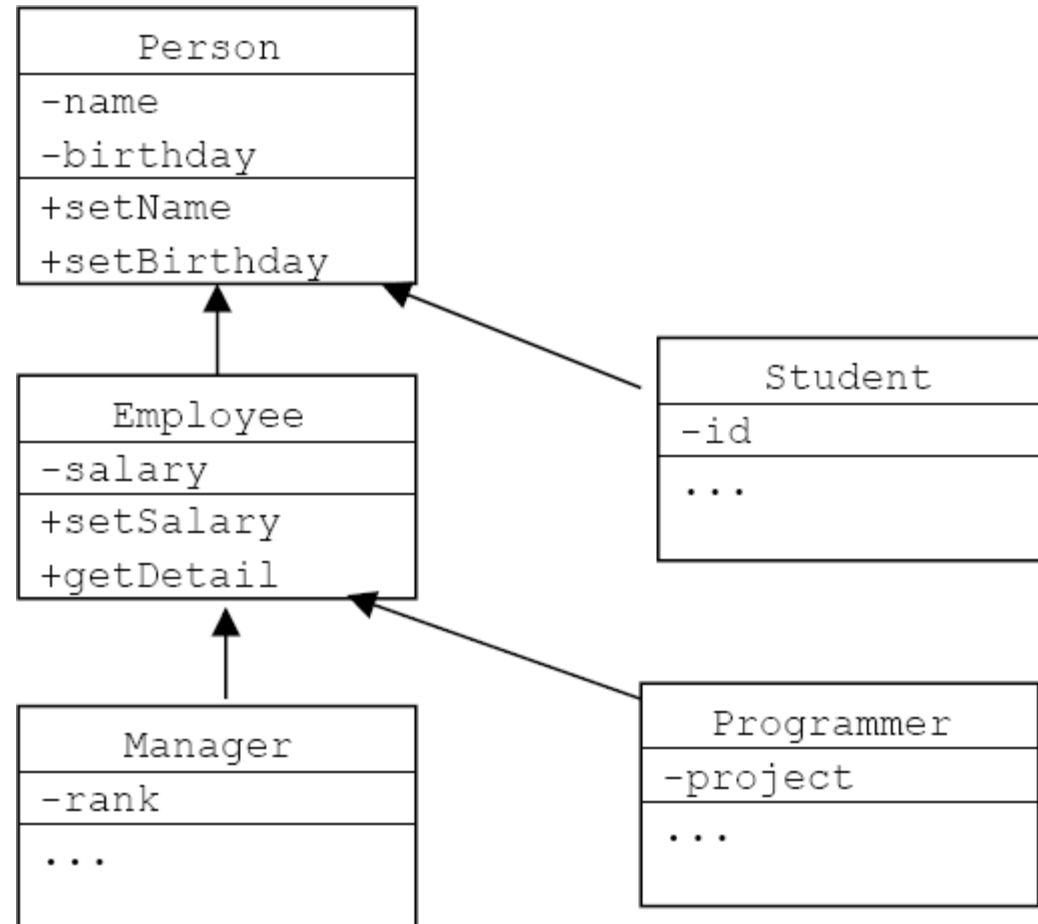 Person
-name
-birthday
+setName
+setBirthday
Employee
-salary
+setSalary
+getDetail
Student
-id
...
Manager
-rank
...
Programmer
-project
...